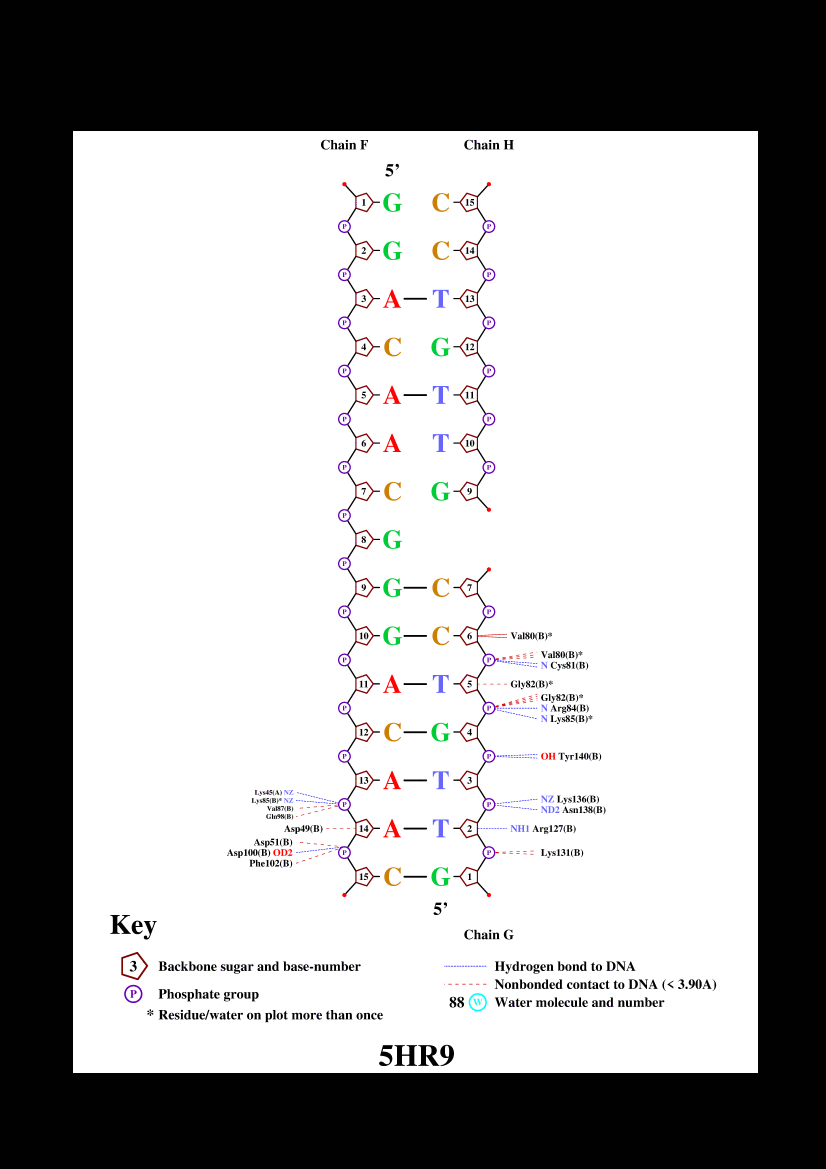 Chain F Chain H
5’
1 G C 15
P P
2 G C 14
P P
3 A T 13
P P
4 C G 12
P P
5 A T 11
P P
6 A T 10
P P
7 C G 9
P
8 G
P
9 G C 7
P P
10 G C 6 Val80(B)*
P P Val80(B)*
N Cys81(B)
11 A T 5 Gly82(B)*
P P Gly82(B)*
N Arg84(B)
N Lys85(B)*
12 C G 4
P P OH Tyr140(B)
13 A T 3
Lys45(A) NZ
Lys85(B)* NZ P P NZ Lys136(B)
Val87(B) ND2 Asn138(B)
Gln98(B)
Asp49(B) 14 A T 2 NH1 Arg127(B)
Asp51(B)
Asp100(B) OD2 P P Lys131(B)
Phe102(B)
15 C G 1
5’
Key
Chain G
3 Backbone sugar and base-number
P Phosphate group
* Residue/water on plot more than once
Hydrogen bond to DNA
Nonbonded contact to DNA (< 3.90A)
88 W Water molecule and number
5HR9